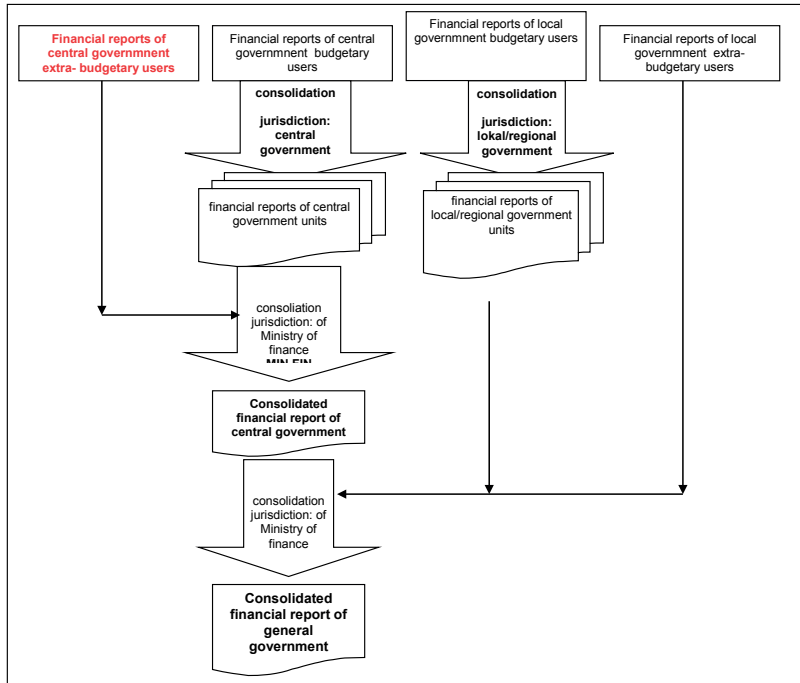 Financial reports of
central governmnent
extra- budgetary users
Financial reports of central
governmnent budgetary
users
Financial reports of local
governmnent budgetary users
Financial reports of local
governmnent extra-
budgetary users
consolidation
jurisdiction:
central
government
consolidation
jurisdiction:
lokal/regional
government
financial reports of central
government units
financial reports of
local/regional government
units
consoliation
jurisdiction: of
Ministry of
finance
MIN FIN
Consolidated
financial report of
central government
consolidation
jurisdiction: of
Ministry of
finance
Consolidated
financial report of
general
government